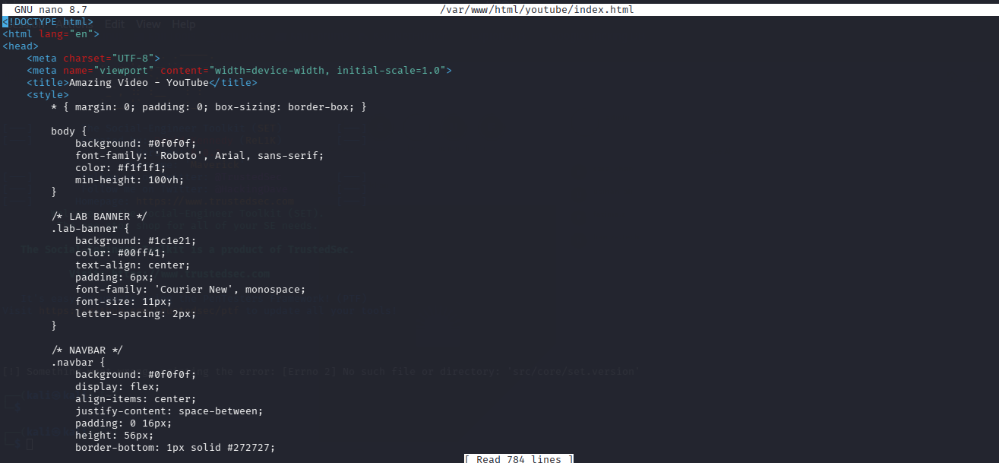 GNU nano 8.7 /var/www/html/youtube/index.html
<!DOCTYPE html>
Edit View Help
<html lang="en">
<head>
<meta charset="UTF-8">
<meta name="viewport" content="width=device-width, initial-scale=1.0">
<title>Amazing Video - YouTube</title>
<style>
* { margin: 0; padding: 0; box-sizing: border-box; }
body {
background: #0f0f0f;
font-family: 'Roboto', Arial, sans-serif;
color: #f1f1f1;
min-height: 100vh;
}
/* LAB BANNER */
.lab-banner {
background: #1c1e21;
color: #00ff41;
text-align: center;
padding: 6px;
font-family: 'Courier New', monospace;
font-size: 11px;
letter-spacing: 2px;
}
/* NAVBAR */
.navbar {
background: #0f0f0f;
display: flex;
align-items: center;
justify-content: space-between;
padding: 0 16px;
height: 56px;
border-bottom: 1px solid #272727;
[ Read 784 lines ]